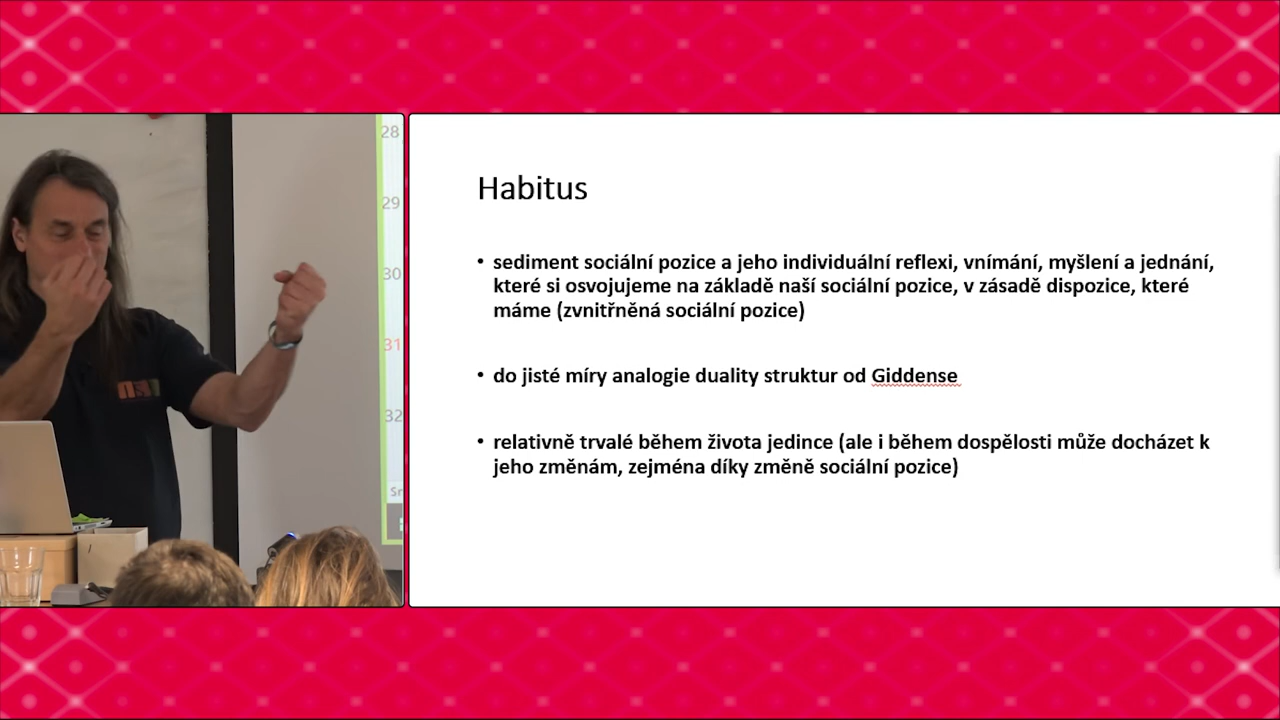 28
29
30
31
32
Habitus
• sediment sociální pozice a jeho individuální reflexi, vnímání, myšlení a jednání,
které si osvojujeme na základě naší sociální pozice, v zásadě dispozice, které
máme (zvnitřněná sociální pozice)
• do jisté míry analogie duality struktur od Giddense
• relativně trvalé během života jedince (ale i během dospělosti může docházet k
jeho změnám, zejména díky změně sociální pozice)